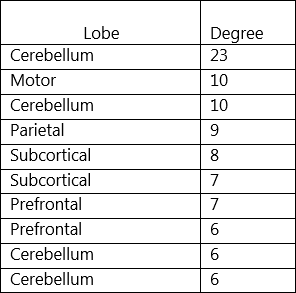 Lobe Degree
Cerebellum 23
Motor 10
Cerebellum 10
Parietal 9
Subcortical 8
Subcortical 7
Prefrontal 7
Prefrontal 6
Cerebellum 6
Cerebellum 6